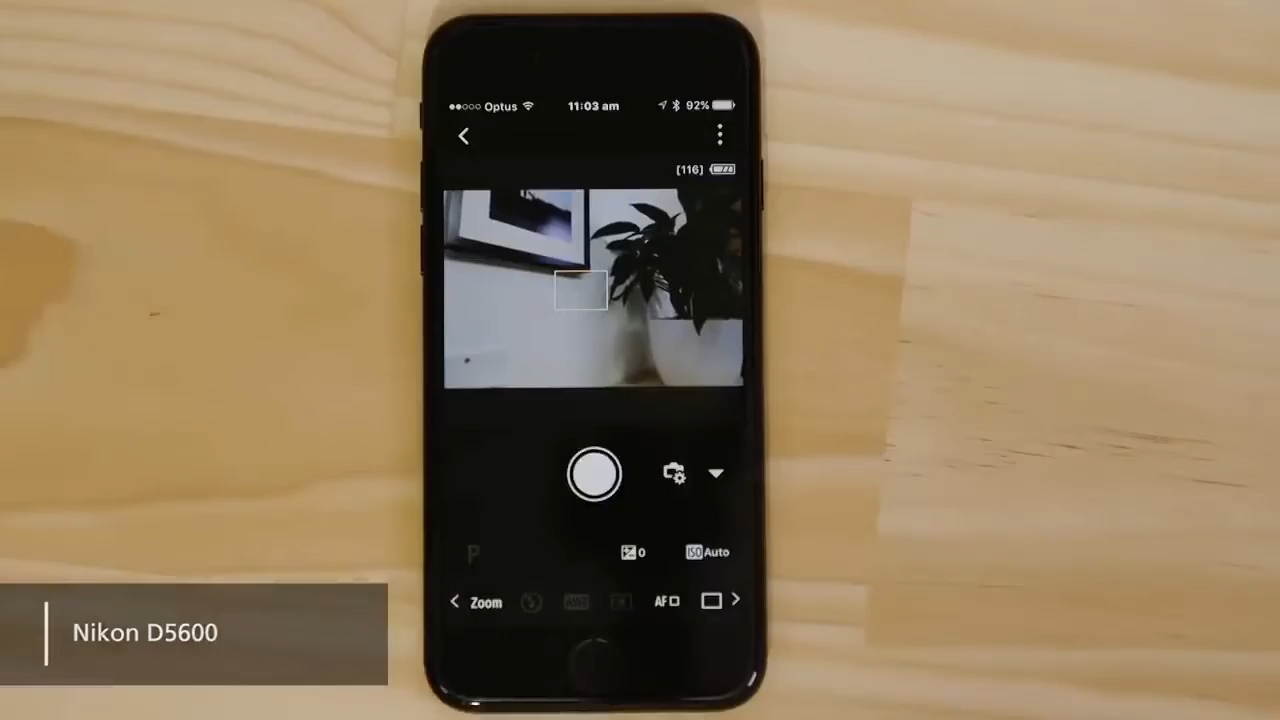 Optus
11:03 am
92%
[116]
P
0
ISO Auto
Zoom
AF
Nikon D5600